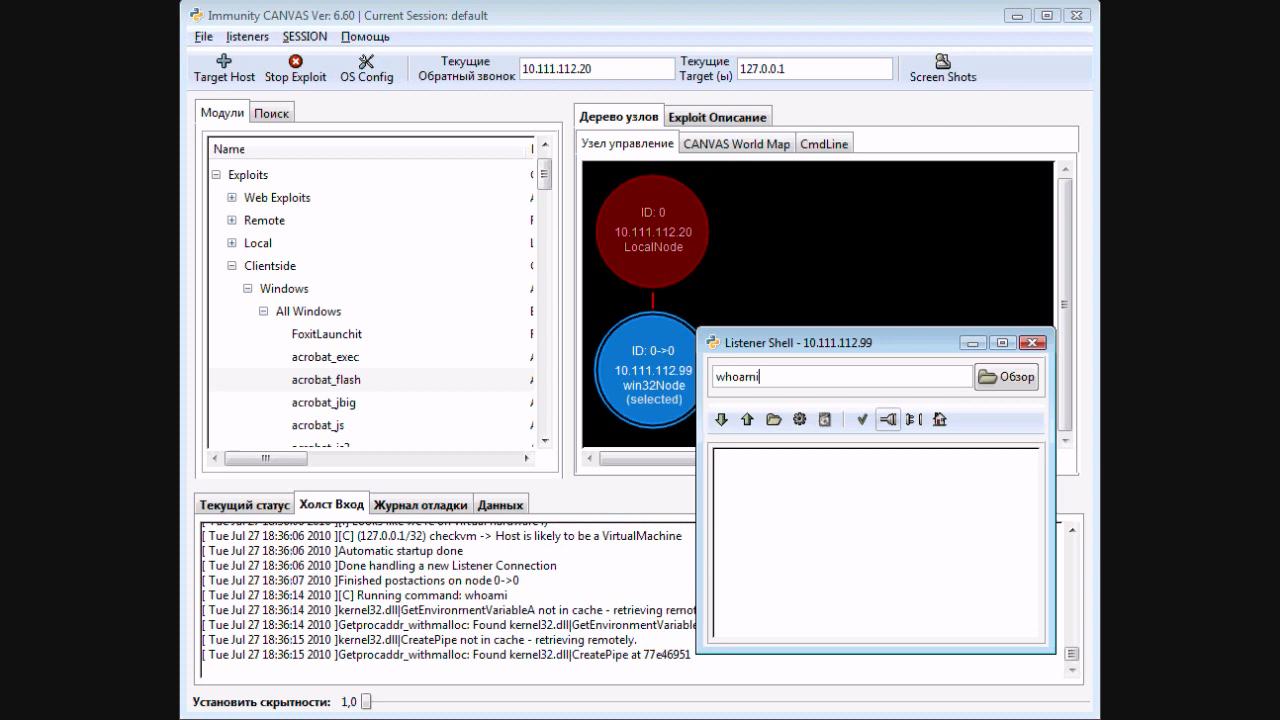 Immunity CANVAS Ver: 6.60 | Current Session: default
File listeners SESSION Помощь
Target Host Stop Exploit OS Config
Текущие Обратный звонок 10.111.112.20
Текущие Target (ы) 127.0.0.1
Screen Shots
Модули Поиск
Name
Exploits
Web Exploits
Remote
Local
Clientside
Windows
All Windows
FoxitLaunchit
acrobat_exec
acrobat_flash
acrobat_jbig
acrobat_js
Дерево узлов Exploit Описание
Узел управление CANVAS World Map CmdLine
ID: 0
10.111.112.20
LocalNode
ID: 0->0
10.111.112.99
win32Node
(selected)
Listener Shell - 10.111.112.99
whoami Обзор
Текущий статус Холст Вход Журнал отладки Данных
[ Tue Jul 27 18:36:06 2010 ][C] (127.0.0.1/32) checkvm -> Host is likely to be a VirtualMachine
[ Tue Jul 27 18:36:06 2010 ]Automatic startup done
[ Tue Jul 27 18:36:06 2010 ]Done handling a new Listener Connection
[ Tue Jul 27 18:36:07 2010 ]Finished postactions on node 0->0
[ Tue Jul 27 18:36:14 2010 ][C] Running command: whoami
[ Tue Jul 27 18:36:14 2010 ]kernel32.dll|GetEnvironmentVariableA not in cache - retrieving remot
[ Tue Jul 27 18:36:14 2010 ]Getprocaddr_withmalloc: Found kernel32.dll|GetEnvironmentVariable
[ Tue Jul 27 18:36:15 2010 ]kernel32.dll|CreatePipe not in cache - retrieving remotely.
[ Tue Jul 27 18:36:15 2010 ]Getprocaddr_withmalloc: Found kernel32.dll|CreatePipe at 77e46951
Установить скрытности: 1,0